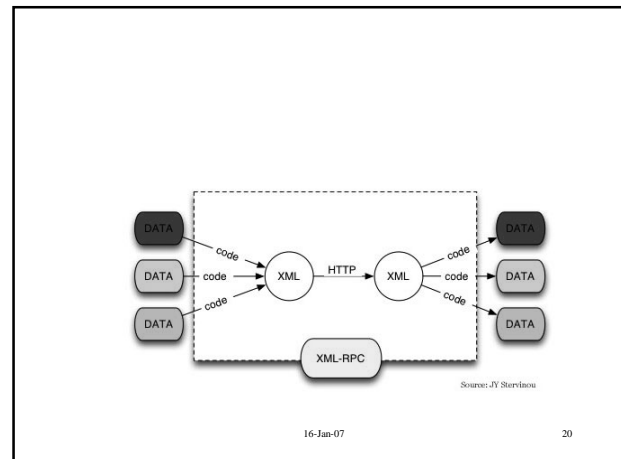 DATA
code
DATA
code
XML
HTTP
XML
code
DATA
code
DATA
DATA
code
code
DATA
XML-RPC
Source: JY Stervinou
16-Jan-07
20